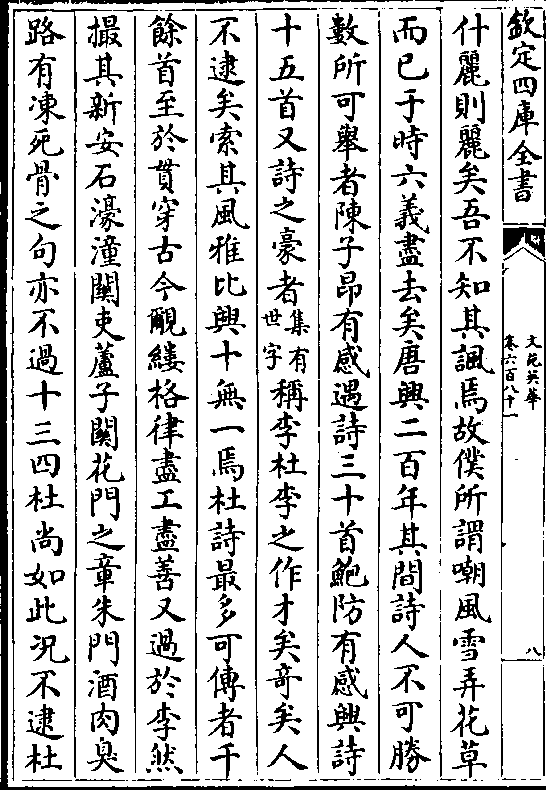 欽定四庫全書
文苑英華
卷六百八十一
八
什麗則麗矣吾不知其諷焉故僕所謂嘲風雪弄花草
而已于時六義盡去矣唐興二百年其間詩人不可勝
數所可舉者陳子昂有感遇詩三十首鮑防有感興詩
十五首又詩之豪者集有世字稱李杜李之作才矣竒矣人
不逮矣索其風雅比興十無一焉杜詩最多可傳者千
餘首至於貫穿古今覼縷格律盡工盡善又過於李然
撮其新安石濠潼關吏蘆子關花門之章朱門酒肉臭
路有凍死骨之句亦不過十三四杜尚如此况不逮杜